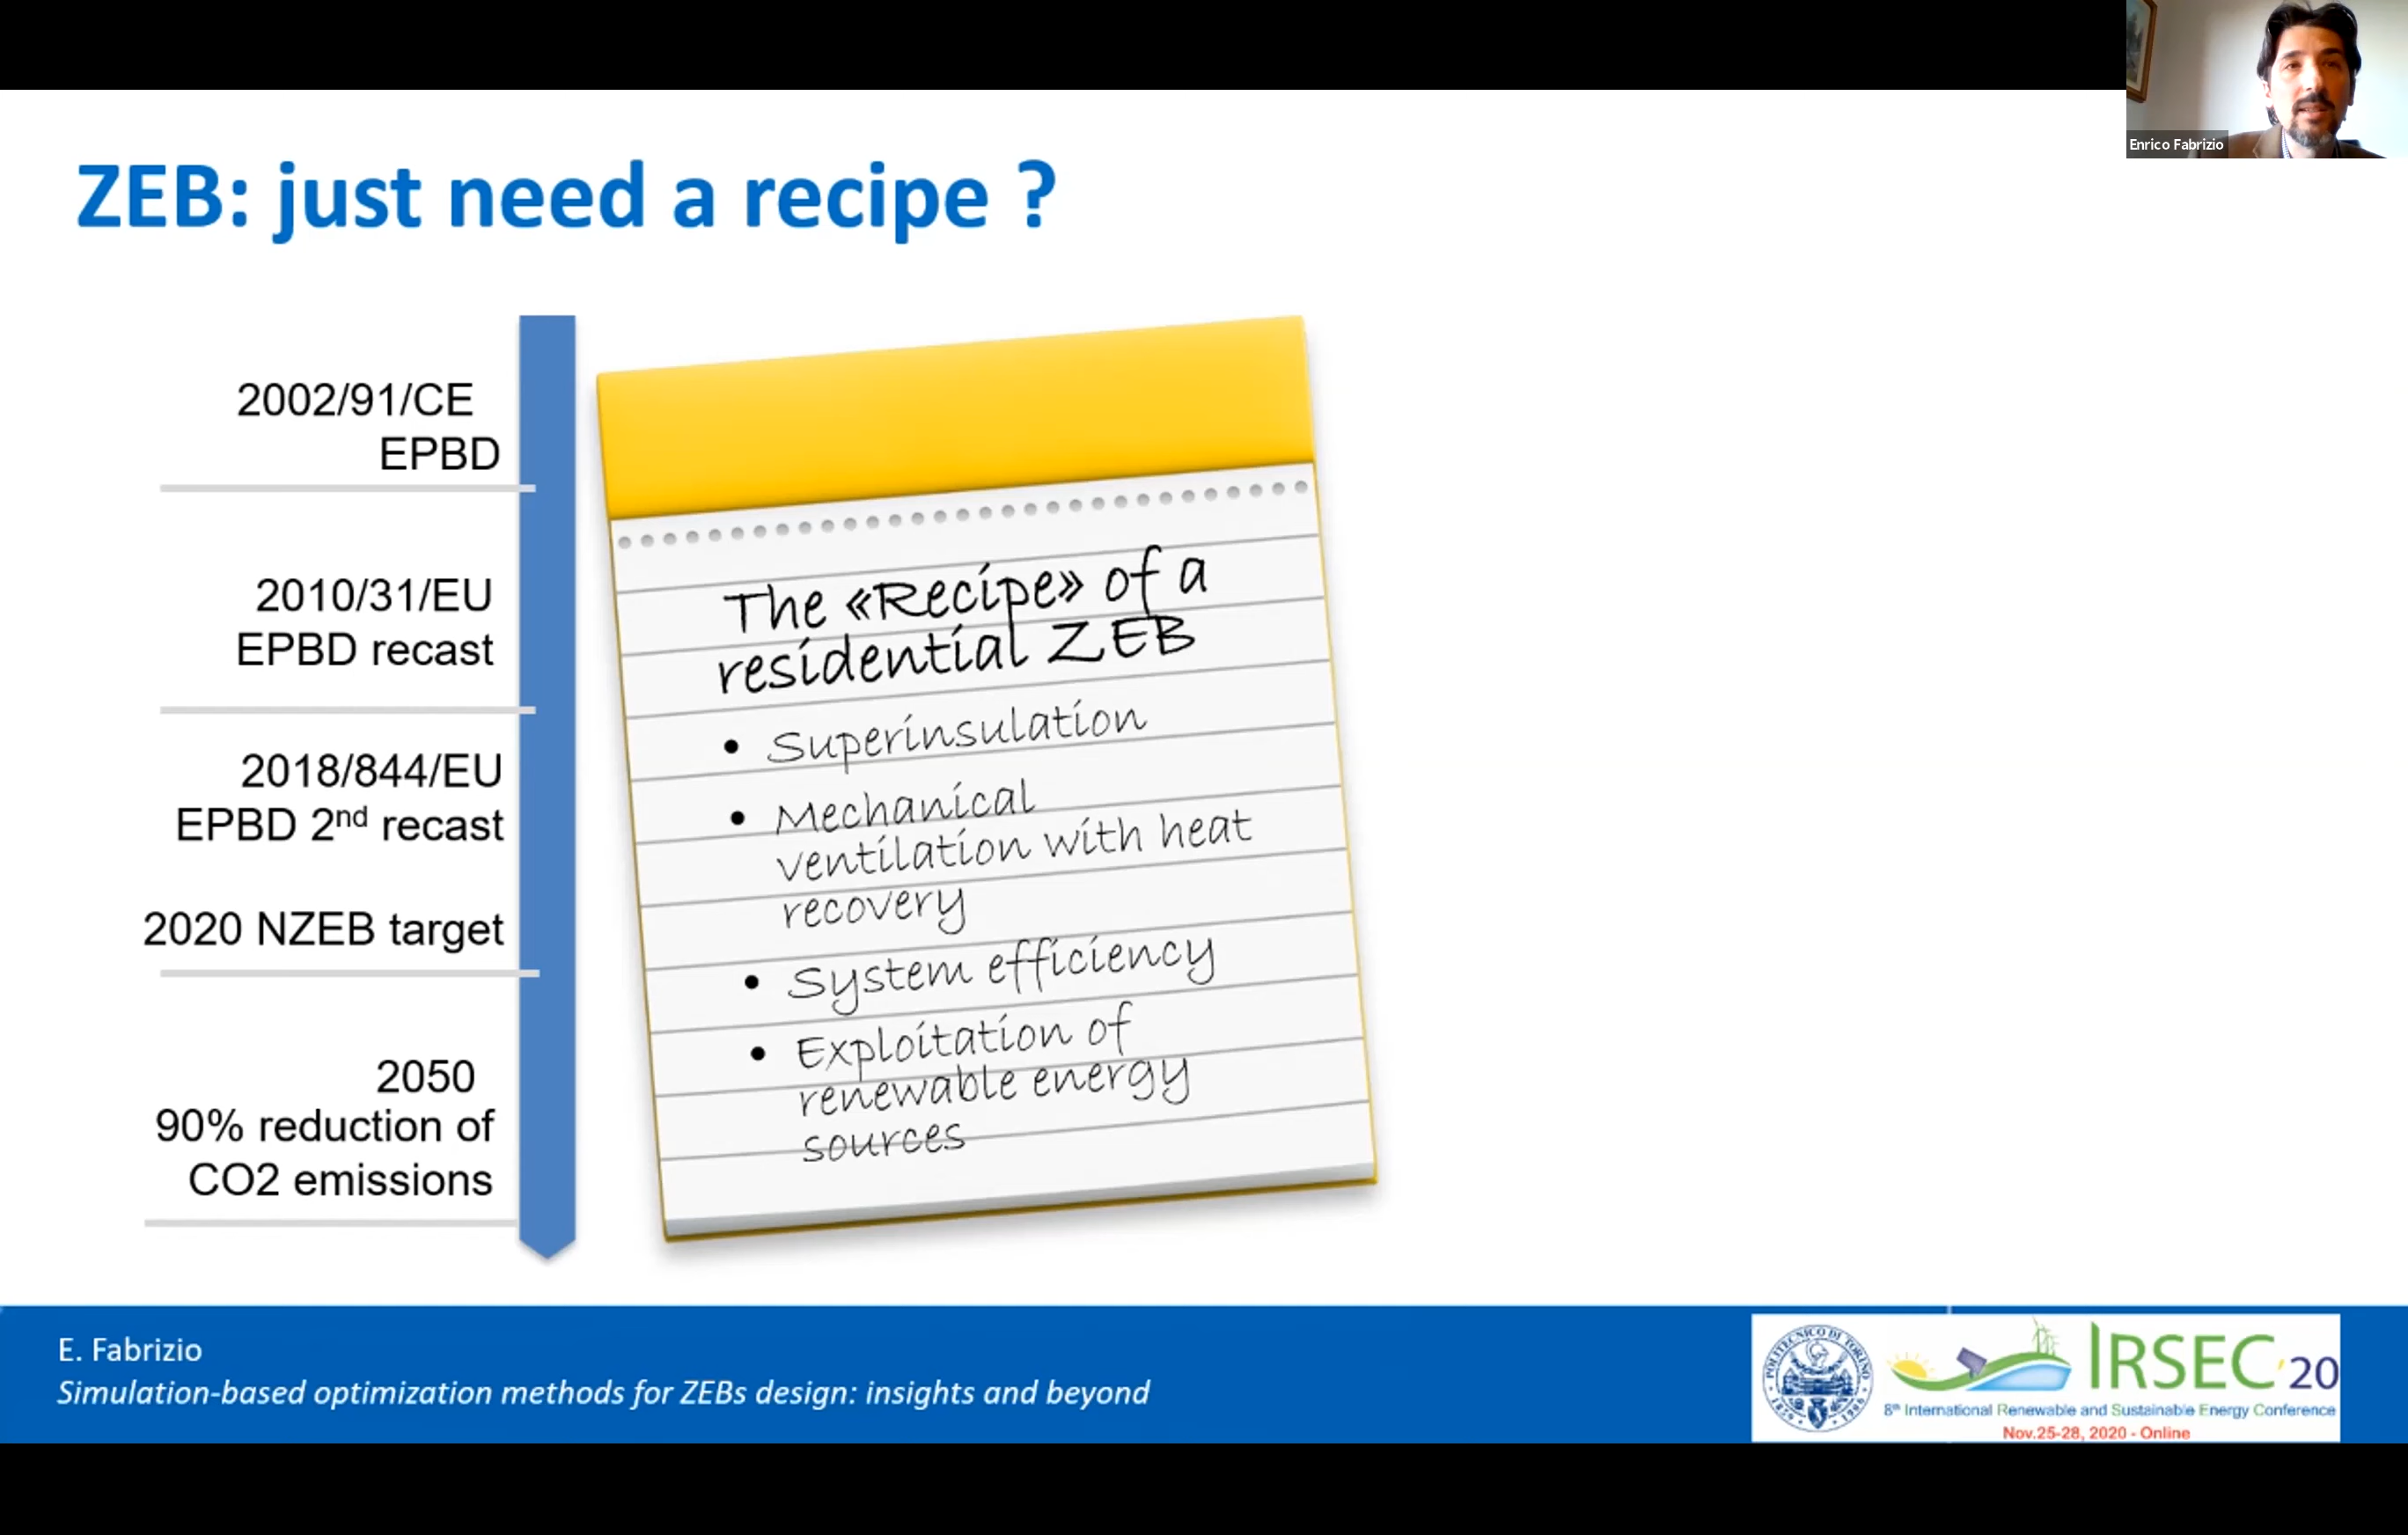 Enrico Fabrizio
ZEB: just need a recipe ?
2002/91/CE
EPBD
2010/31/EU
EPBD recast
2018/844/EU
EPBD 2nd recast
2020 NZEB target
2050
90% reduction of
CO2 emissions
The «Recipe» of a
residential ZEB
• Superinsulation
• Mechanical
ventilation with heat
recovery
• System efficiency
• Exploitation of
renewable energy
sources
E. Fabrizio
Simulation-based optimization methods for ZEBs design: insights and beyond
POLITECNICO DI TORINO
IRSEC '20
8th International Renewable and Sustainable Energy Conference
Nov.25-28, 2020 - Online